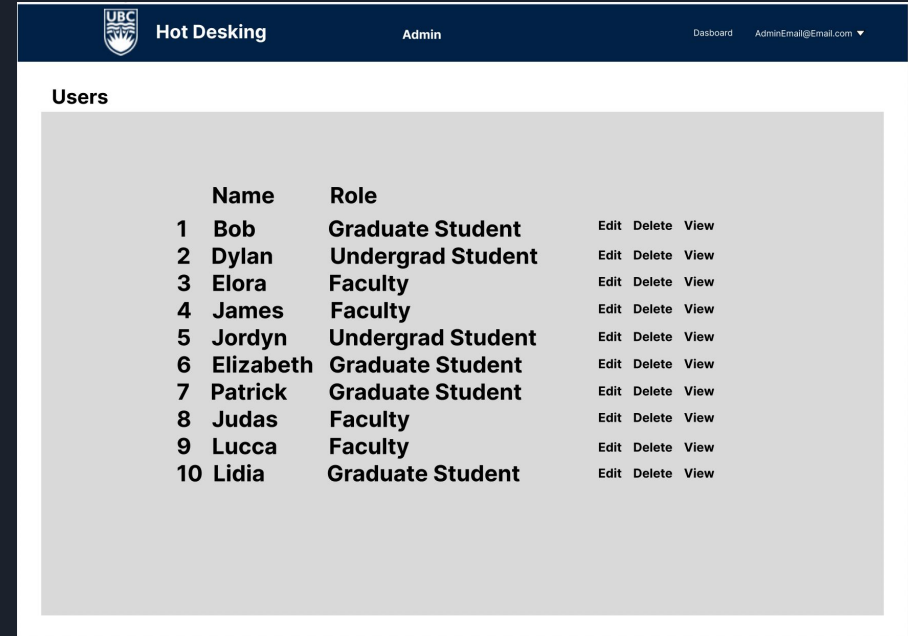 UBC
Hot Desking Admin Dasboard AdminEmail@Email.com
Users
Name Role
1 Bob Graduate Student Edit Delete View
2 Dylan Undergrad Student Edit Delete View
3 Elora Faculty Edit Delete View
4 James Faculty Edit Delete View
5 Jordyn Undergrad Student Edit Delete View
6 Elizabeth Graduate Student Edit Delete View
7 Patrick Graduate Student Edit Delete View
8 Judas Faculty Edit Delete View
9 Lucca Faculty Edit Delete View
10 Lidia Graduate Student Edit Delete View